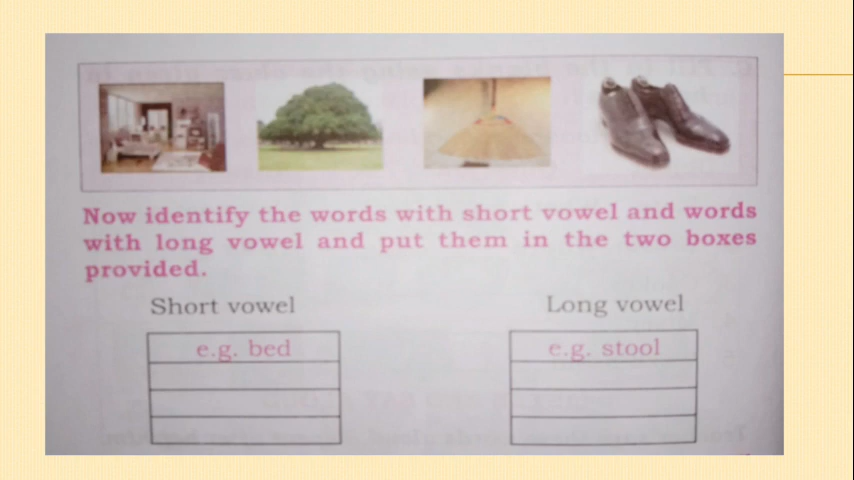 Now identify the words with short vowel and words
with long vowel and put them in the two boxes
provided.
Short vowel
Long vowel
e.g. bed
e.g. stool